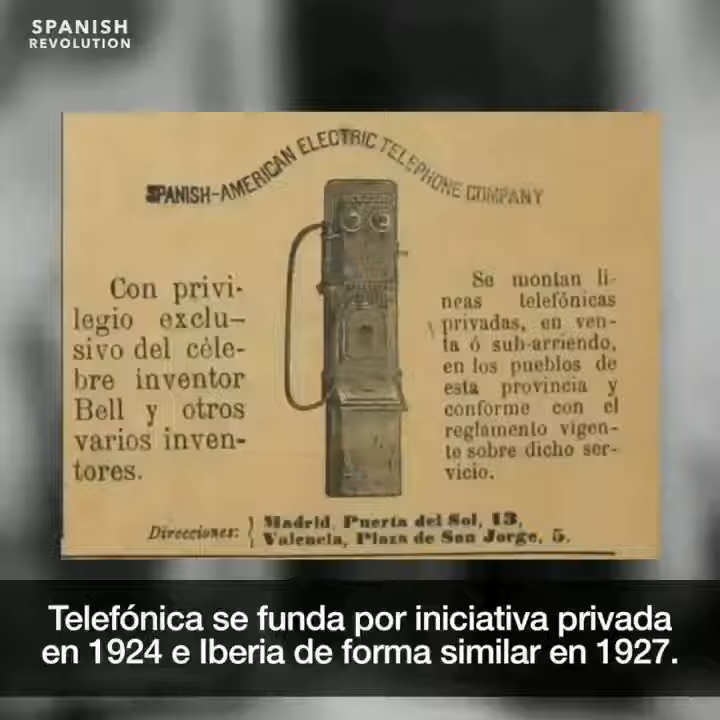 SPANISH
REVOLUTION
SPANISH-AMERICAN ELECTRIC TELEPHONE COMPANY
Con privi-
legio exclu-
sivo del céle-
bre inventor
Bell y otros
varios inven-
tores.
Se montan lí-
neas telefónicas
privadas, en ven-
ta ó sub-arriendo,
en los pueblos de
esta provincia y
conforme con el
reglamento vigen-
te sobre dicho ser-
vicio.
Direcciones: } Madrid, Puerta del Sol, 13,
Valencia, Plaza de San Jorge, 5.
Telefónica se funda por iniciativa privada
en 1924 e Iberia de forma similar en 1927.